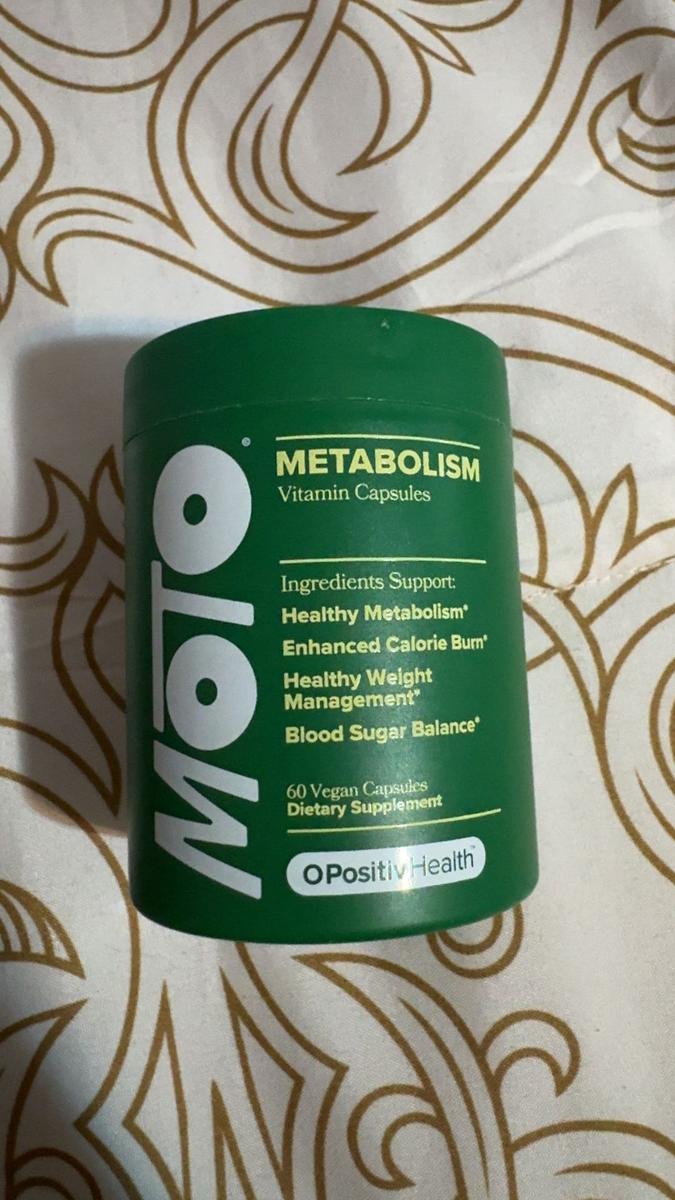 MOTO®
METABOLISM
Vitamin Capsules
Ingredients Support:
Healthy Metabolism*
Enhanced Calorie Burn*
Healthy Weight
Management*
Blood Sugar Balance*
60 Vegan Capsules
Dietary Supplement
OPositivHealth™